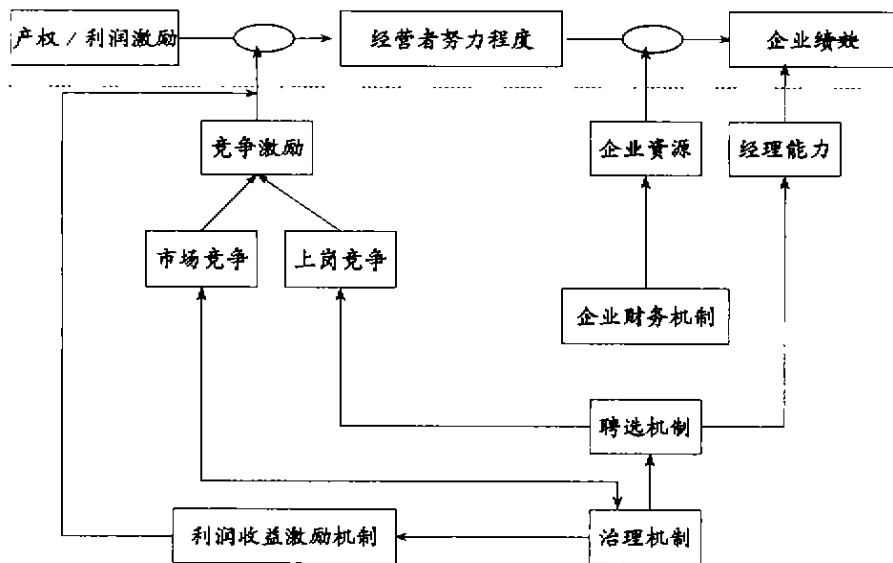 产权/利润激励
经营者努力程度
企业绩效
竞争激励
企业资源
经理能力
市场竞争
上岗竞争
企业财务机制
聘选机制
利润收益激励机制
治理机制